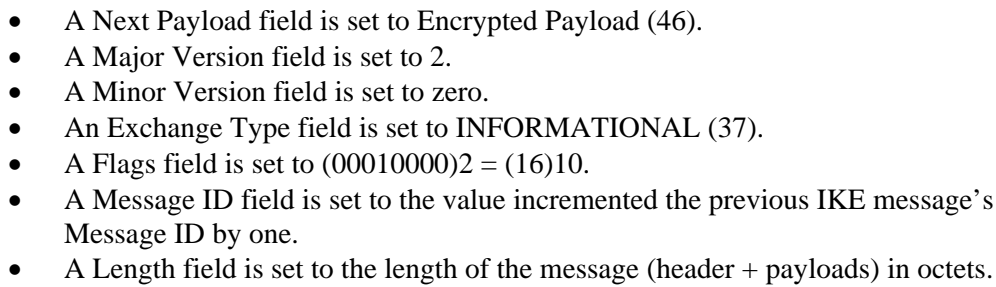 • A Next Payload field is set to Encrypted Payload (46).
• A Major Version field is set to 2.
• A Minor Version field is set to zero.
• An Exchange Type field is set to INFORMATIONAL (37).
• A Flags field is set to (00010000)2 = (16)10.
• A Message ID field is set to the value incremented the previous IKE message’s
Message ID by one.
• A Length field is set to the length of the message (header + payloads) in octets.